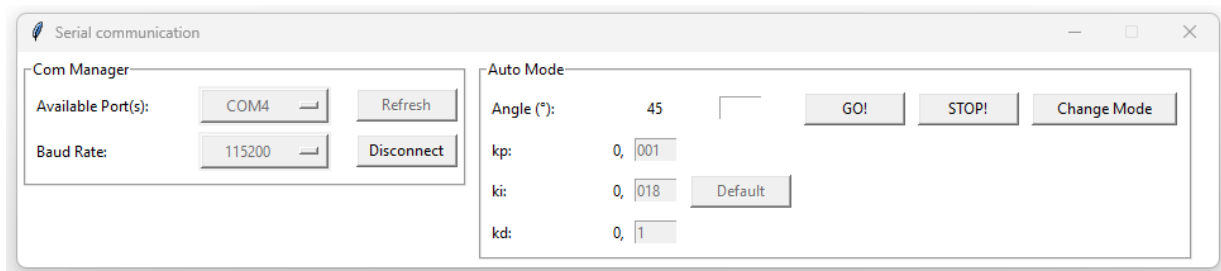 Serial communication
Com Manager
Available Port(s): COM4 Refresh
Baud Rate: 115200 Disconnect
Auto Mode
Angle (°): 45 GO! STOP! Change Mode
kp: 0, 001
ki: 0, 018 Default
kd: 0, 1